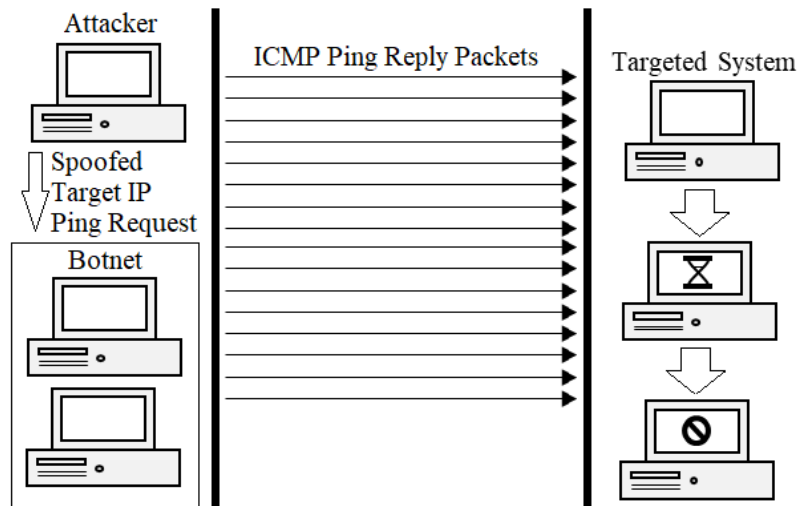 Attacker
Spoofed
Target IP
Ping Request
Botnet
ICMP Ping Reply Packets
Targeted System